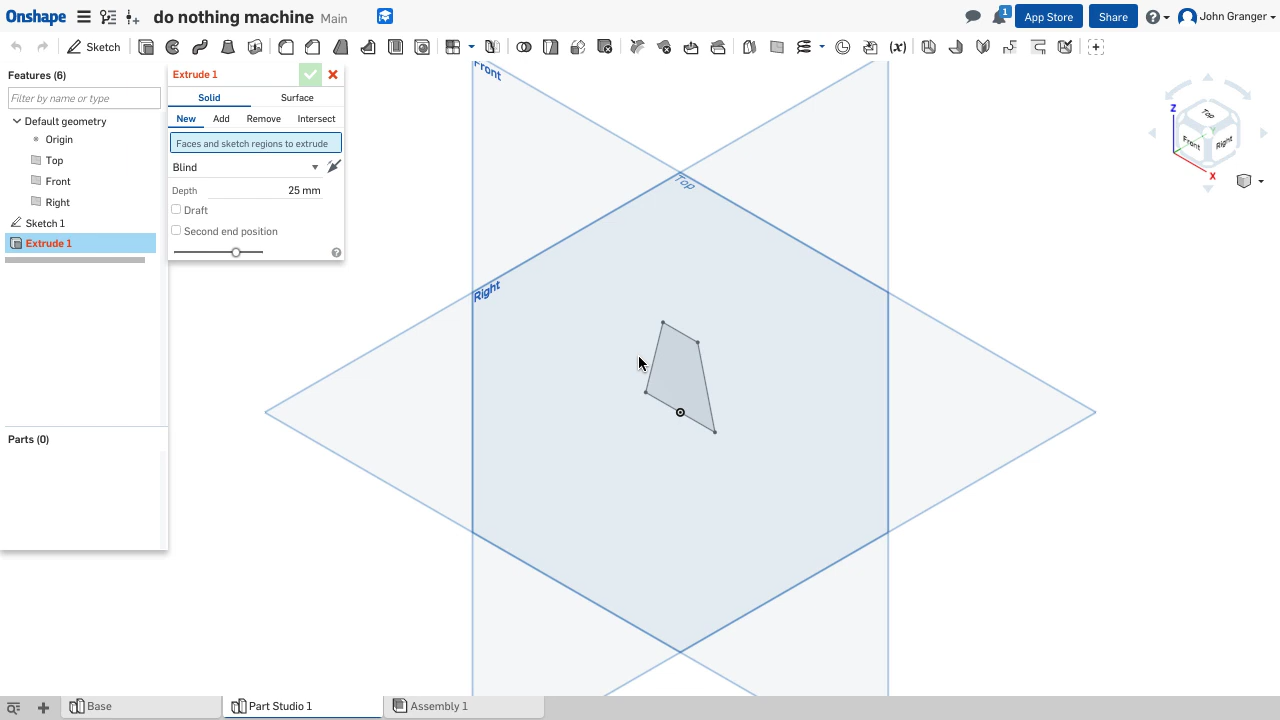 Onshape do nothing machine Main 1 App Store Share John Granger
Sketch (x)
Features (6)
Filter by name or type
Default geometry
Origin
Top
Front
Right
Sketch 1
Extrude 1
Parts (0)
Extrude 1
Solid Surface
New Add Remove Intersect
Faces and sketch regions to extrude
Blind
Depth 25 mm
Draft
Second end position
Front
Top
Right
Z
Top
Front Right
X
Base Part Studio 1 Assembly 1